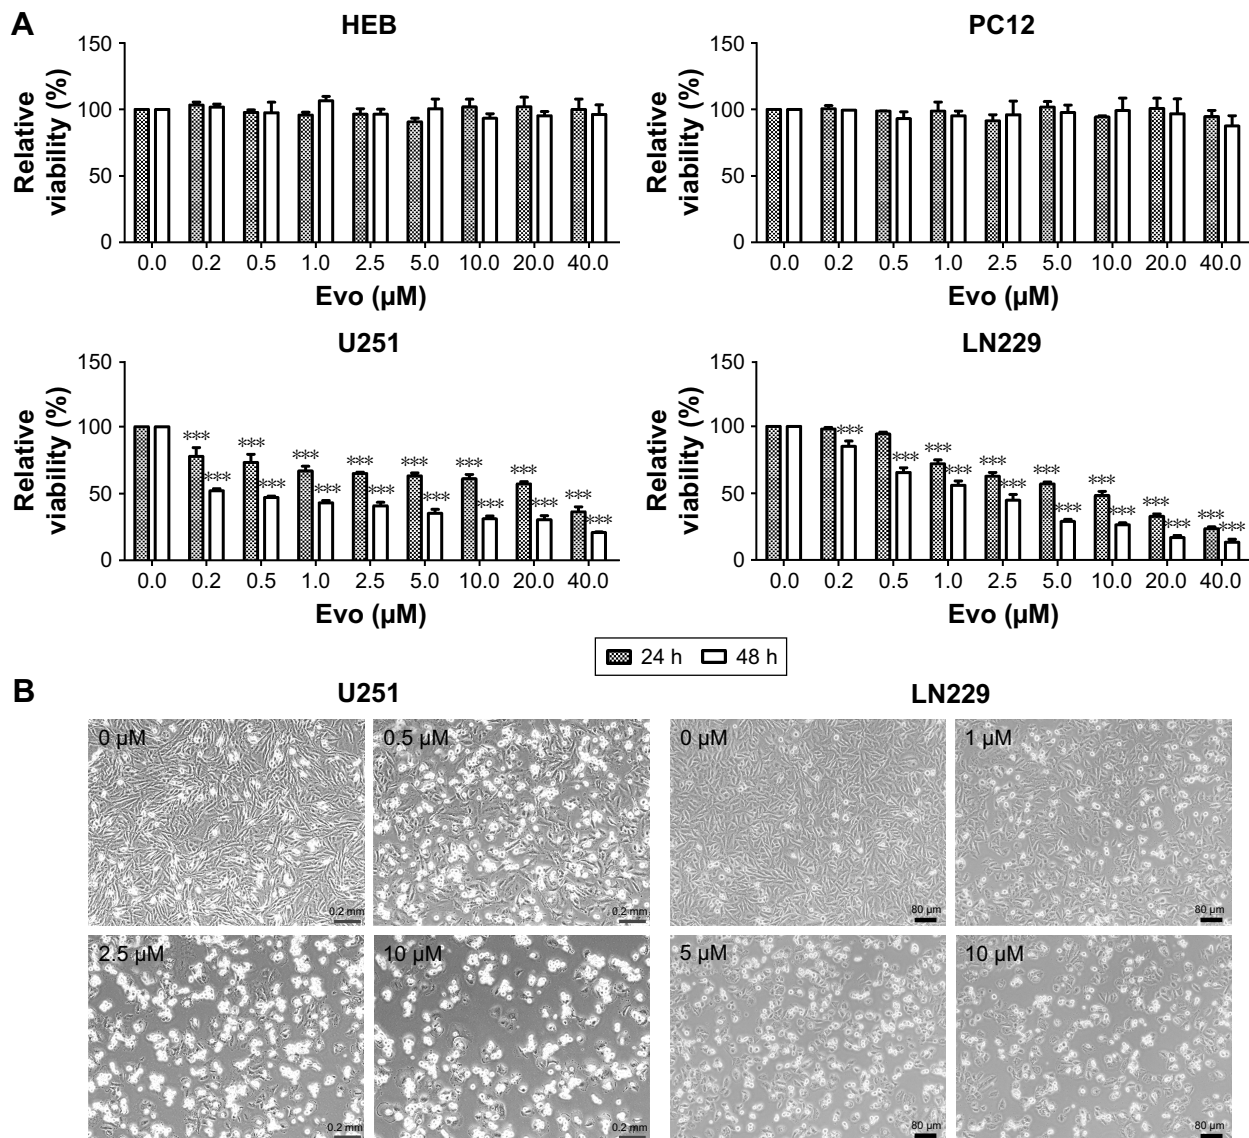 A
HEB
PC12
Relative viability (%)
150
100
50
0
0.0 0.2 0.5 1.0 2.5 5.0 10.0 20.0 40.0
Evo (µM)
Relative viability (%)
150
100
50
0
0.0 0.2 0.5 1.0 2.5 5.0 10.0 20.0 40.0
Evo (µM)
U251
LN229
Relative viability (%)
150
100
50
0
*** *** *** *** *** *** *** ***
*** *** *** *** *** *** *** ***
0.0 0.2 0.5 1.0 2.5 5.0 10.0 20.0 40.0
Evo (µM)
Relative viability (%)
150
100
50
0
*** *** *** *** *** *** ***
*** *** *** *** *** *** ***
0.0 0.2 0.5 1.0 2.5 5.0 10.0 20.0 40.0
Evo (µM)
24 h 48 h
B
U251
LN229
0 µM
0.2 mm
0.5 µM
0.2 mm
0 µM
80 µm
1 µM
80 µm
2.5 µM
0.2 mm
10 µM
0.2 mm
5 µM
80 µm
10 µM
80 µm